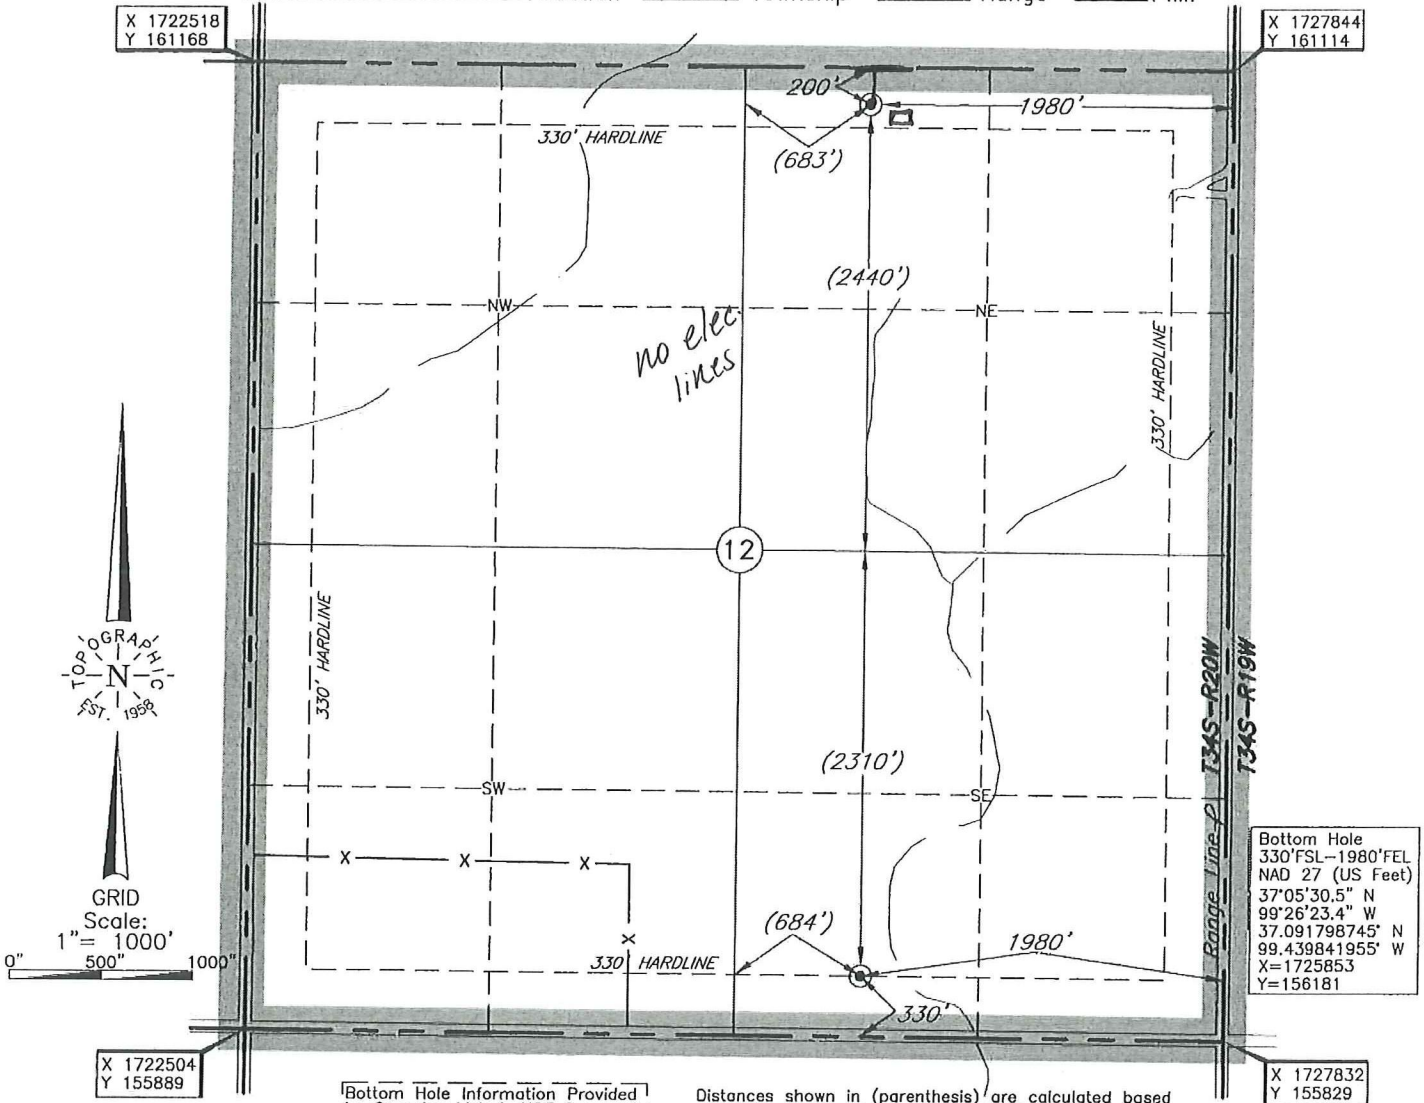 X 1722518
Y 161168
X 1727844
Y 161114
200'
1980'
330' HARDLINE
(683')
(2440')
NW
NE
no elec
lines
330' HARDLINE
12
330' HARDLINE
TOPOGRAPHIC
N
EST. 1958
T34S-R20W
T34S-R19W
(2310')
SW
SE
X
X
X
X
Range Line
GRID
Scale:
1"= 1000'
0" 500" 1000"
(684')
1980'
330' HARDLINE
330'
Bottom Hole
330'FSL-1980'FEL
NAD 27 (US Feet)
37°05'30.5" N
99°26'23.4" W
37.091798745° N
99.439841955° W
X=1725853
Y=156181
X 1722504
Y 155889
X 1727832
Y 155829
Bottom Hole Information Provided
Distances shown in (parenthesis) are calculated based